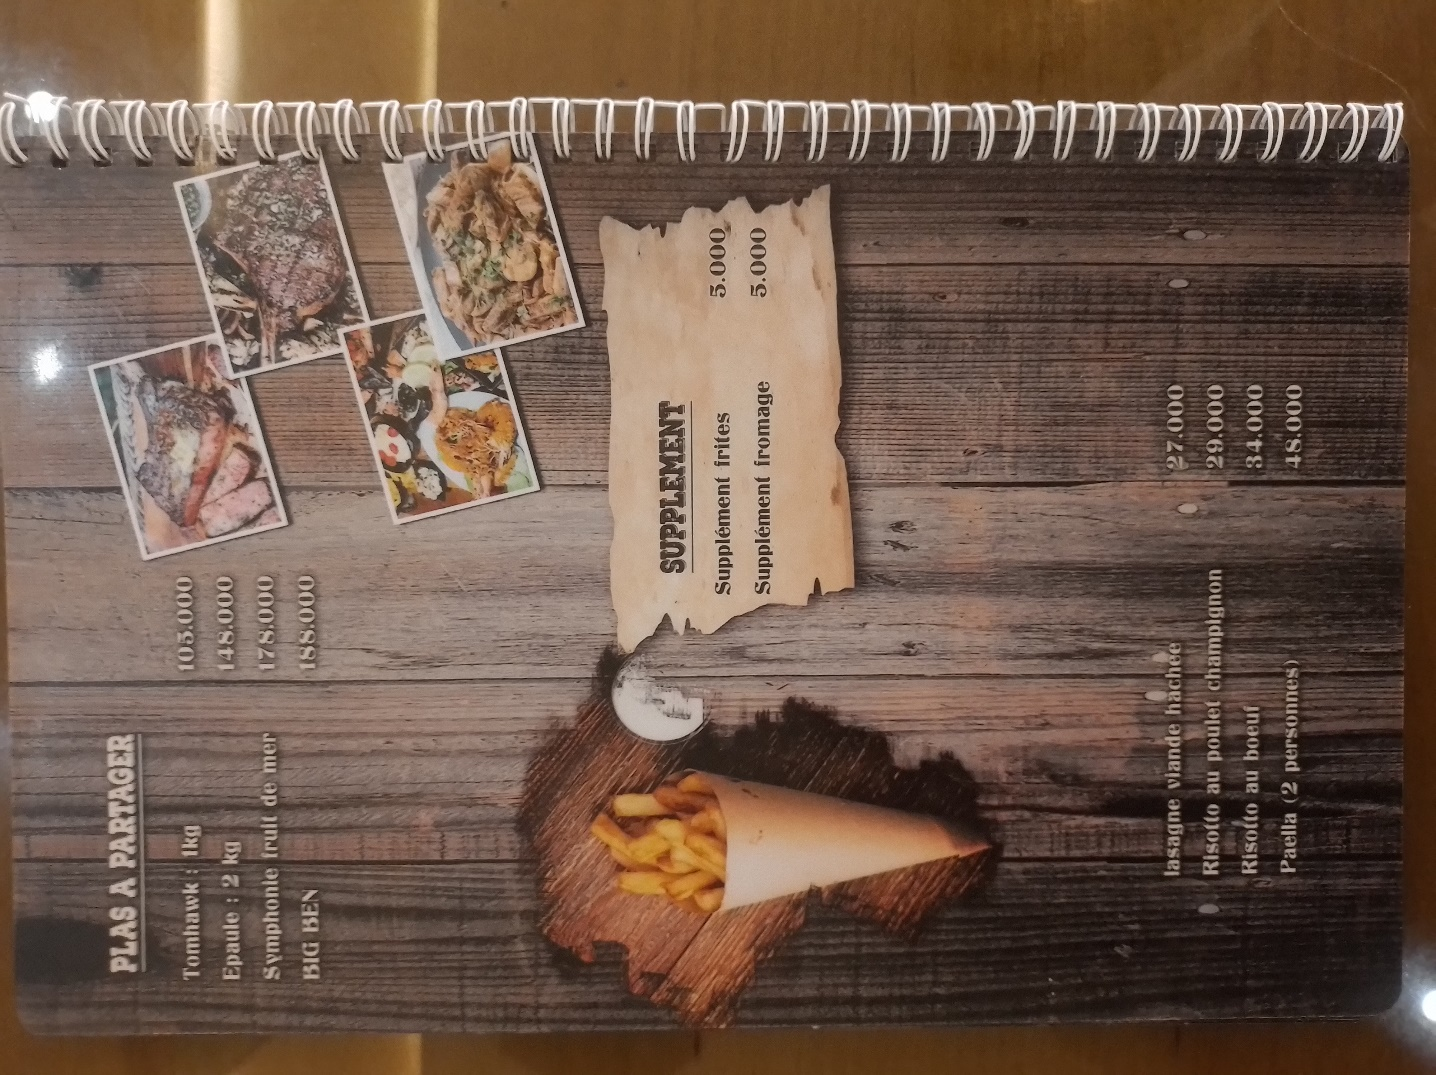 PLAS A PARTAGER
Tomhawk : 1kg 105.000
Epaule : 2 kg 148.000
Symphonie fruit de mer 178.000
BIG BEN 188.000
SUPPLEMENT
Supplément frites 5.000
Supplément fromage 5.000
lasagne viande hachée 27.000
Risotto au poulet champignon 29.000
Risotto au boeuf 34.000
Paella (2 personnes) 48.000